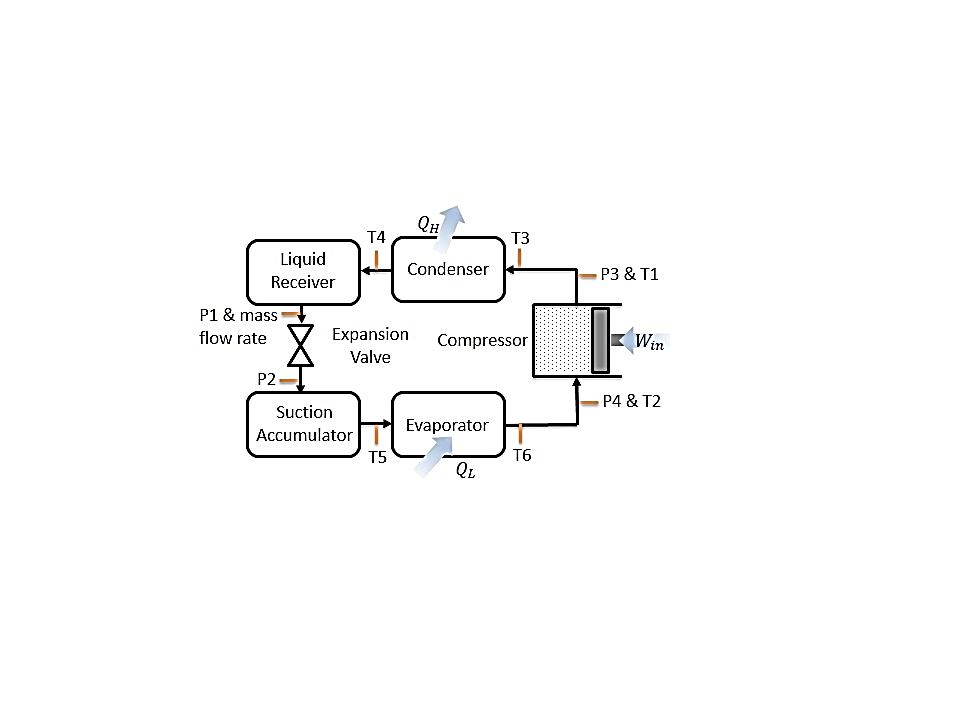 Q_H
T4
T3
Liquid
Receiver
Condenser
P3 & T1
P1 & mass
flow rate
Expansion
Valve
Compressor
W_in
P2
P4 & T2
Suction
Accumulator
Evaporator
T5
T6
Q_L